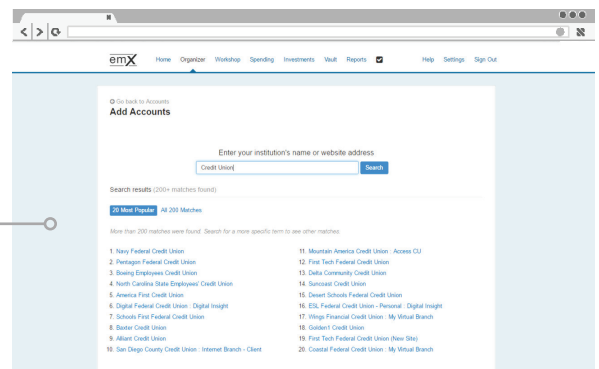 emX Home Organizer Workshop Spending Investments Vault Reports Help Settings Sign Out
Go back to Accounts
Add Accounts
Enter your institution's name or website address
Credit Union Search
Search results (200+ matches found)
20 Most Popular All 200 Matches
More than 200 matches were found. Search for a more specific term to see other matches.
1. Navy Federal Credit Union
2. Pentagon Federal Credit Union
3. Boeing Employees Credit Union
4. North Carolina State Employees' Credit Union
5. America First Credit Union
6. Digital Federal Credit Union : Digital Insight
7. Schools First Federal Credit Union
8. Baxter Credit Union
9. Alliant Credit Union
10. San Diego County Credit Union : Internet Branch - Client
11. Mountain America Credit Union : Access CU
12. First Tech Federal Credit Union
13. Delta Community Credit Union
14. Suncoast Credit Union
15. Desert Schools Federal Credit Union
16. ESL Federal Credit Union - Personal : Digital Insight
17. Wings Financial Credit Union : My Virtual Branch
18. Golden1 Credit Union
19. First Tech Federal Credit Union (New Site)
20. Coastal Federal Credit Union : My Virtual Branch